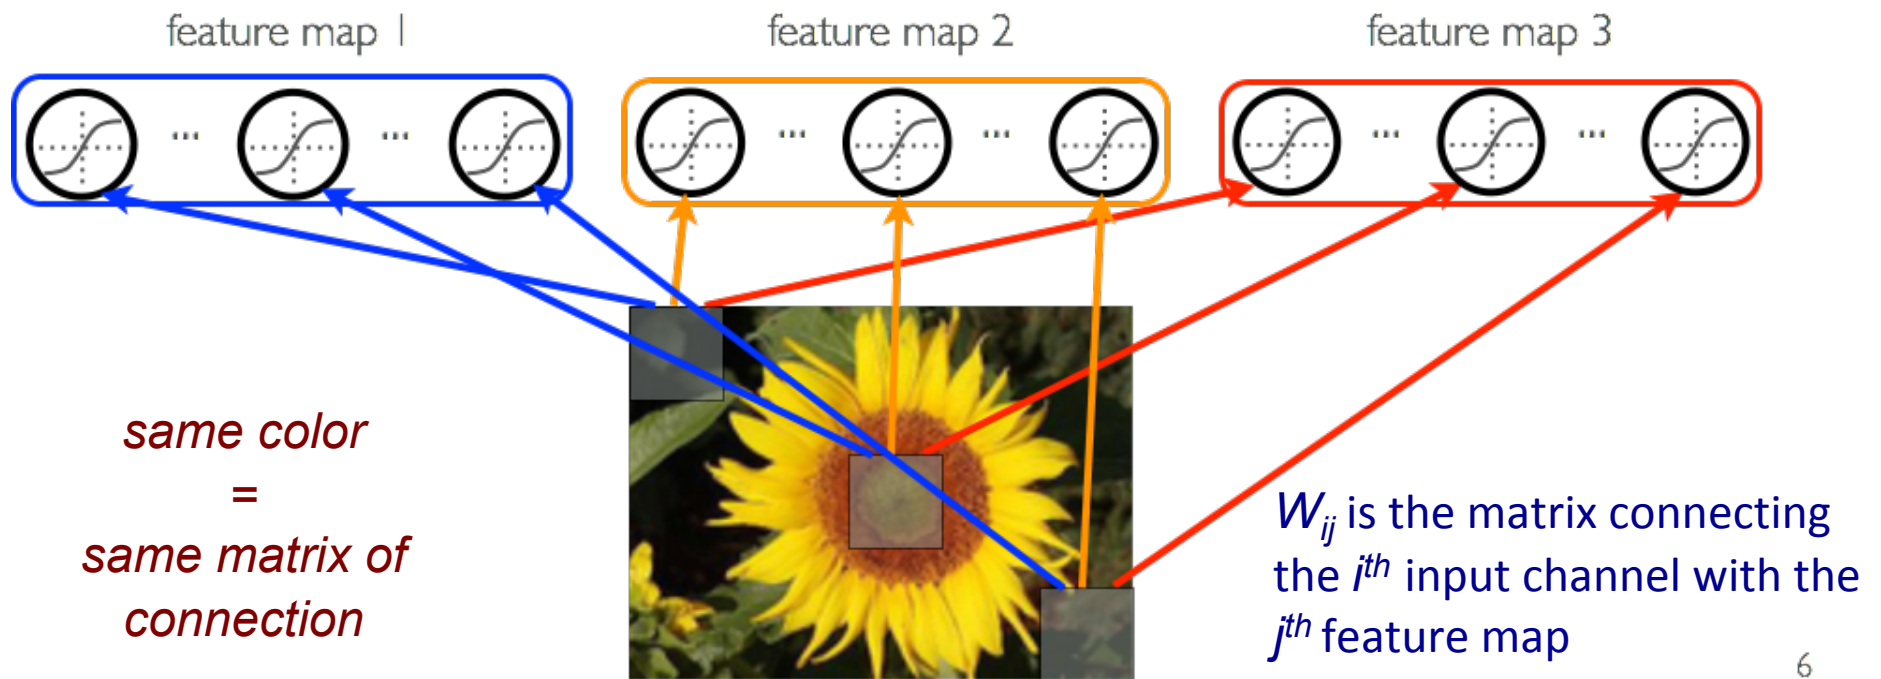 feature map 1
feature map 2
feature map 3
... ...
... ...
... ...
same color
=
same matrix of
connection
Wij is the matrix connecting
the ith input channel with the
jth feature map
6